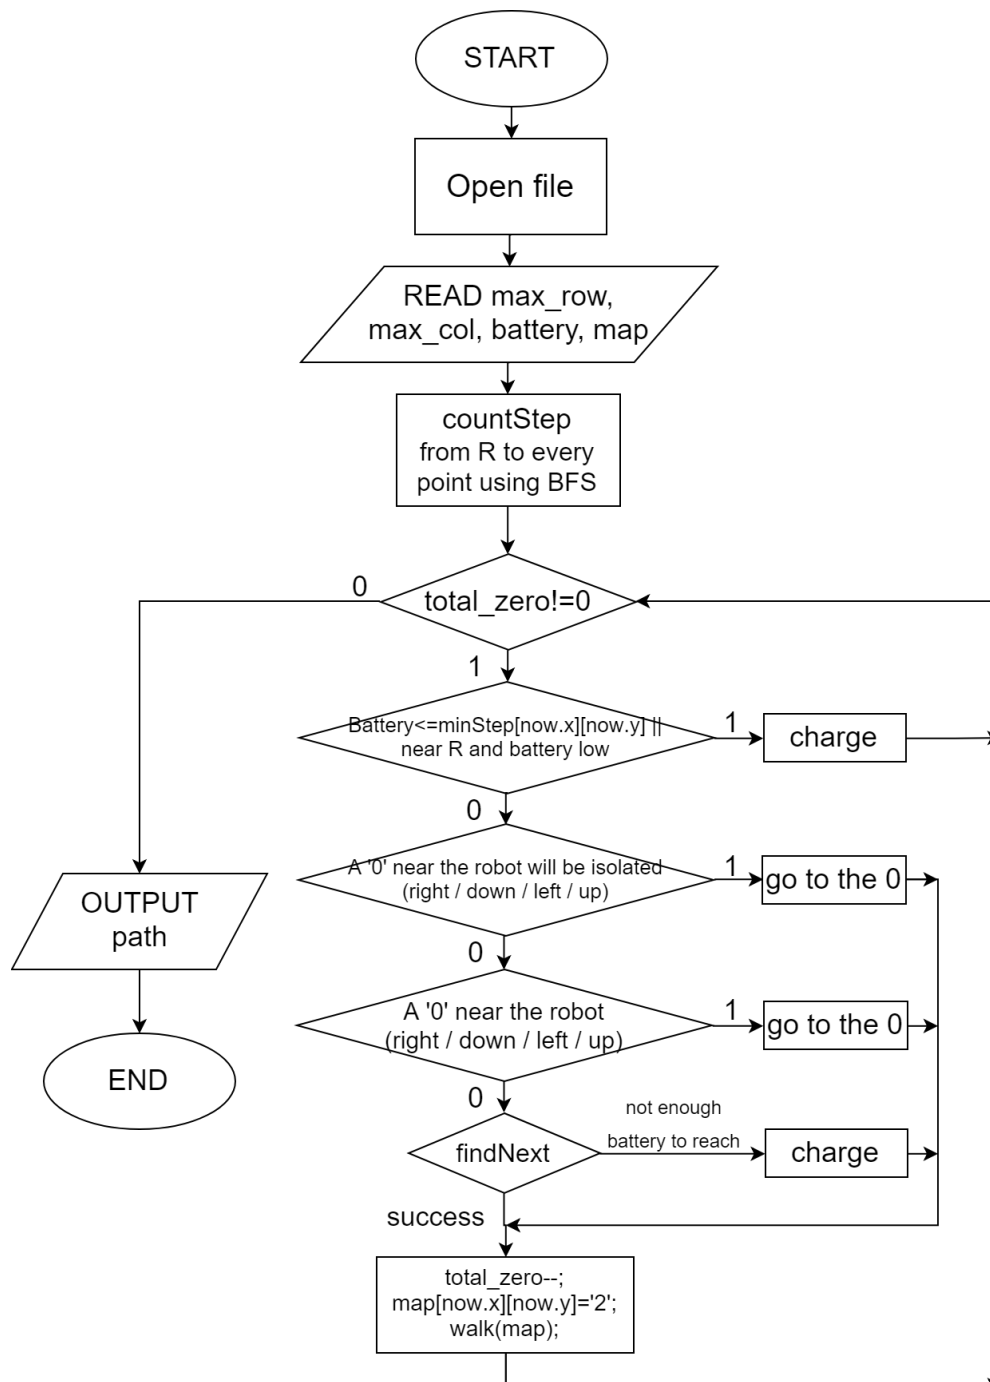 START
Open file
READ max_row,
max_col, battery, map
countStep
from R to every
point using BFS
0
total_zero!=0
1
Battery<=minStep[now.x][now.y] ||
near R and battery low
1
charge
0
A '0' near the robot will be isolated
(right / down / left / up)
1
go to the 0
OUTPUT
path
0
A '0' near the robot
(right / down / left / up)
1
go to the 0
END
0
findNext
not enough
battery to reach
charge
success
total_zero--;
map[now.x][now.y]='2';
walk(map);